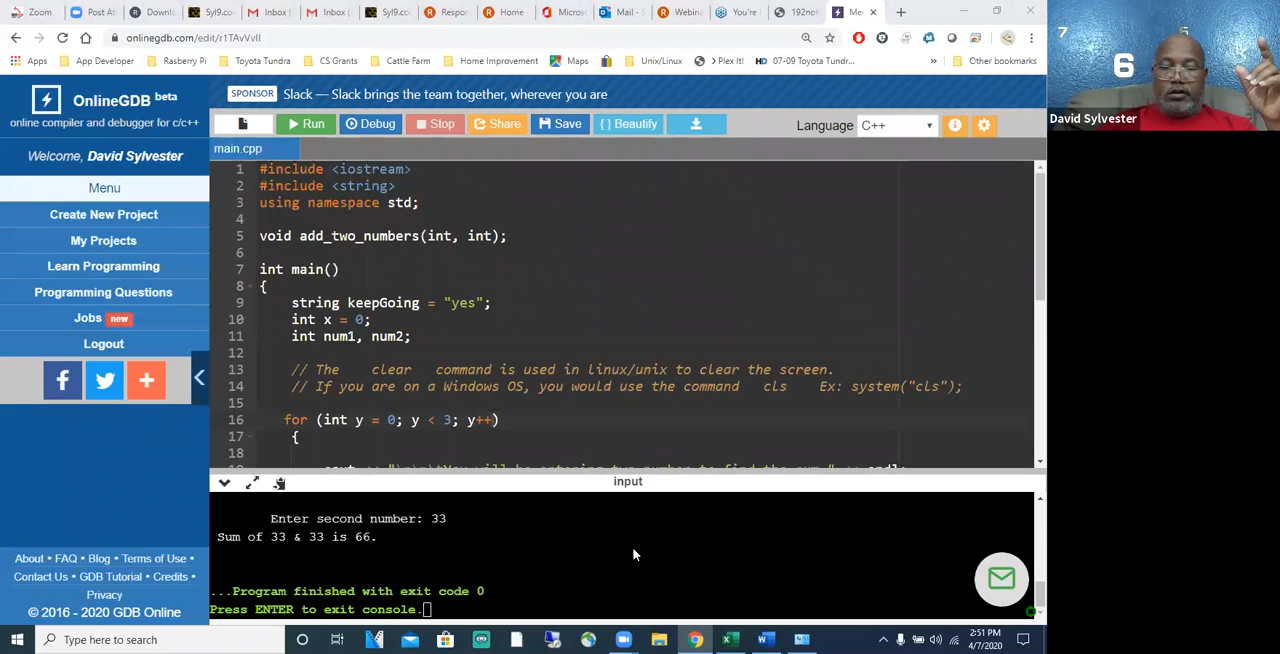 Zoom
Post At
Downlo
Syl9.co
Inbox (
Inbox (
Syl9.co
Respor
Home
Micros
Mail - S
Webina
You're
192not
Me
onlinegdb.com/edit/r1TAvVvII
Apps
App Developer
Rasberry Pi
Toyota Tundra
CS Grants
Cattle Farm
Home Improvement
Maps
Unix/Linux
> Plex It!
HD 07-09 Toyota Tundr...
»
Other bookmarks
OnlineGDB beta
online compiler and debugger for c/c++
SPONSOR Slack — Slack brings the team together, wherever you are
Run
Debug
Stop
Share
Save
{ } Beautify
Language C++
Welcome, David Sylvester
Menu
Create New Project
My Projects
Learn Programming
Programming Questions
Jobs new
Logout
main.cpp
1 #include <iostream>
2 #include <string>
3 using namespace std;
4
5 void add_two_numbers(int, int);
6
7 int main()
8 {
9 string keepGoing = "yes";
10 int x = 0;
11 int num1, num2;
12
13 // The clear command is used in linux/unix to clear the screen.
14 // If you are on a Windows OS, you would use the command cls Ex: system("cls");
15
16 for (int y = 0; y < 3; y++)
17 {
18
input
Enter second number: 33
Sum of 33 & 33 is 66.
...Program finished with exit code 0
Press ENTER to exit console.
About • FAQ • Blog • Terms of Use •
Contact Us • GDB Tutorial • Credits •
Privacy
© 2016 - 2020 GDB Online
7
6
David Sylvester
Type here to search
2:51 PM
4/7/2020